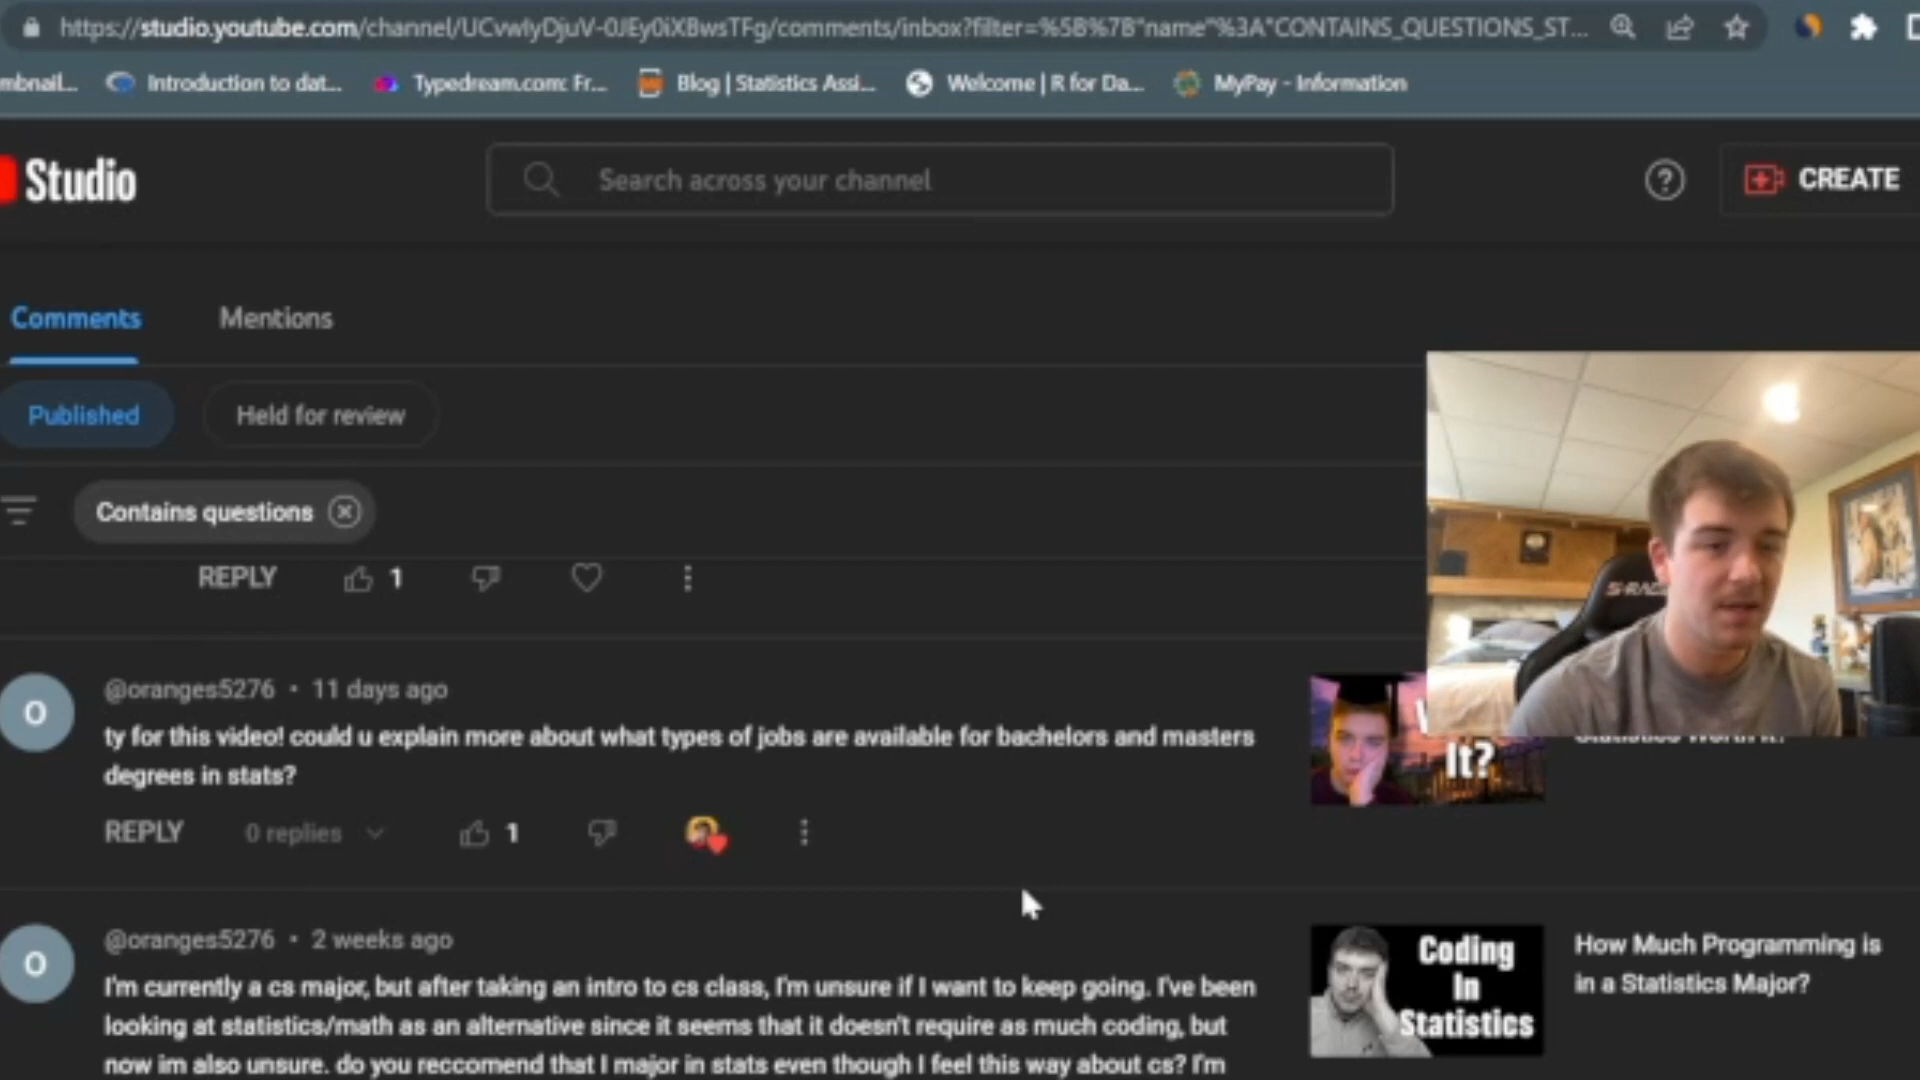 https://studio.youtube.com/channel/UCvwIyDjuV-0JEy0iXBwsTFg/comments/inbox?filter=%5B%7B"name"%3A"CONTAINS_QUESTIONS_ST...
mbnail... Introduction to dat... Typedream.com: Fr... Blog | Statistics Assi... Welcome | R for Da... MyPay - Information
Studio
Search across your channel
CREATE
Comments
Mentions
Published
Held for review
Contains questions
REPLY 1
@oranges5276 • 11 days ago
ty for this video! could u explain more about what types of jobs are available for bachelors and masters
degrees in stats?
It?
Statistics Worth It?
REPLY 0 replies 1
@oranges5276 • 2 weeks ago
I'm currently a cs major, but after taking an intro to cs class, I'm unsure if I want to keep going. I've been
looking at statistics/math as an alternative since it seems that it doesn't require as much coding, but
now im also unsure. do you reccomend that I major in stats even though I feel this way about cs? I'm
Coding
In
Statistics
How Much Programming is
in a Statistics Major?